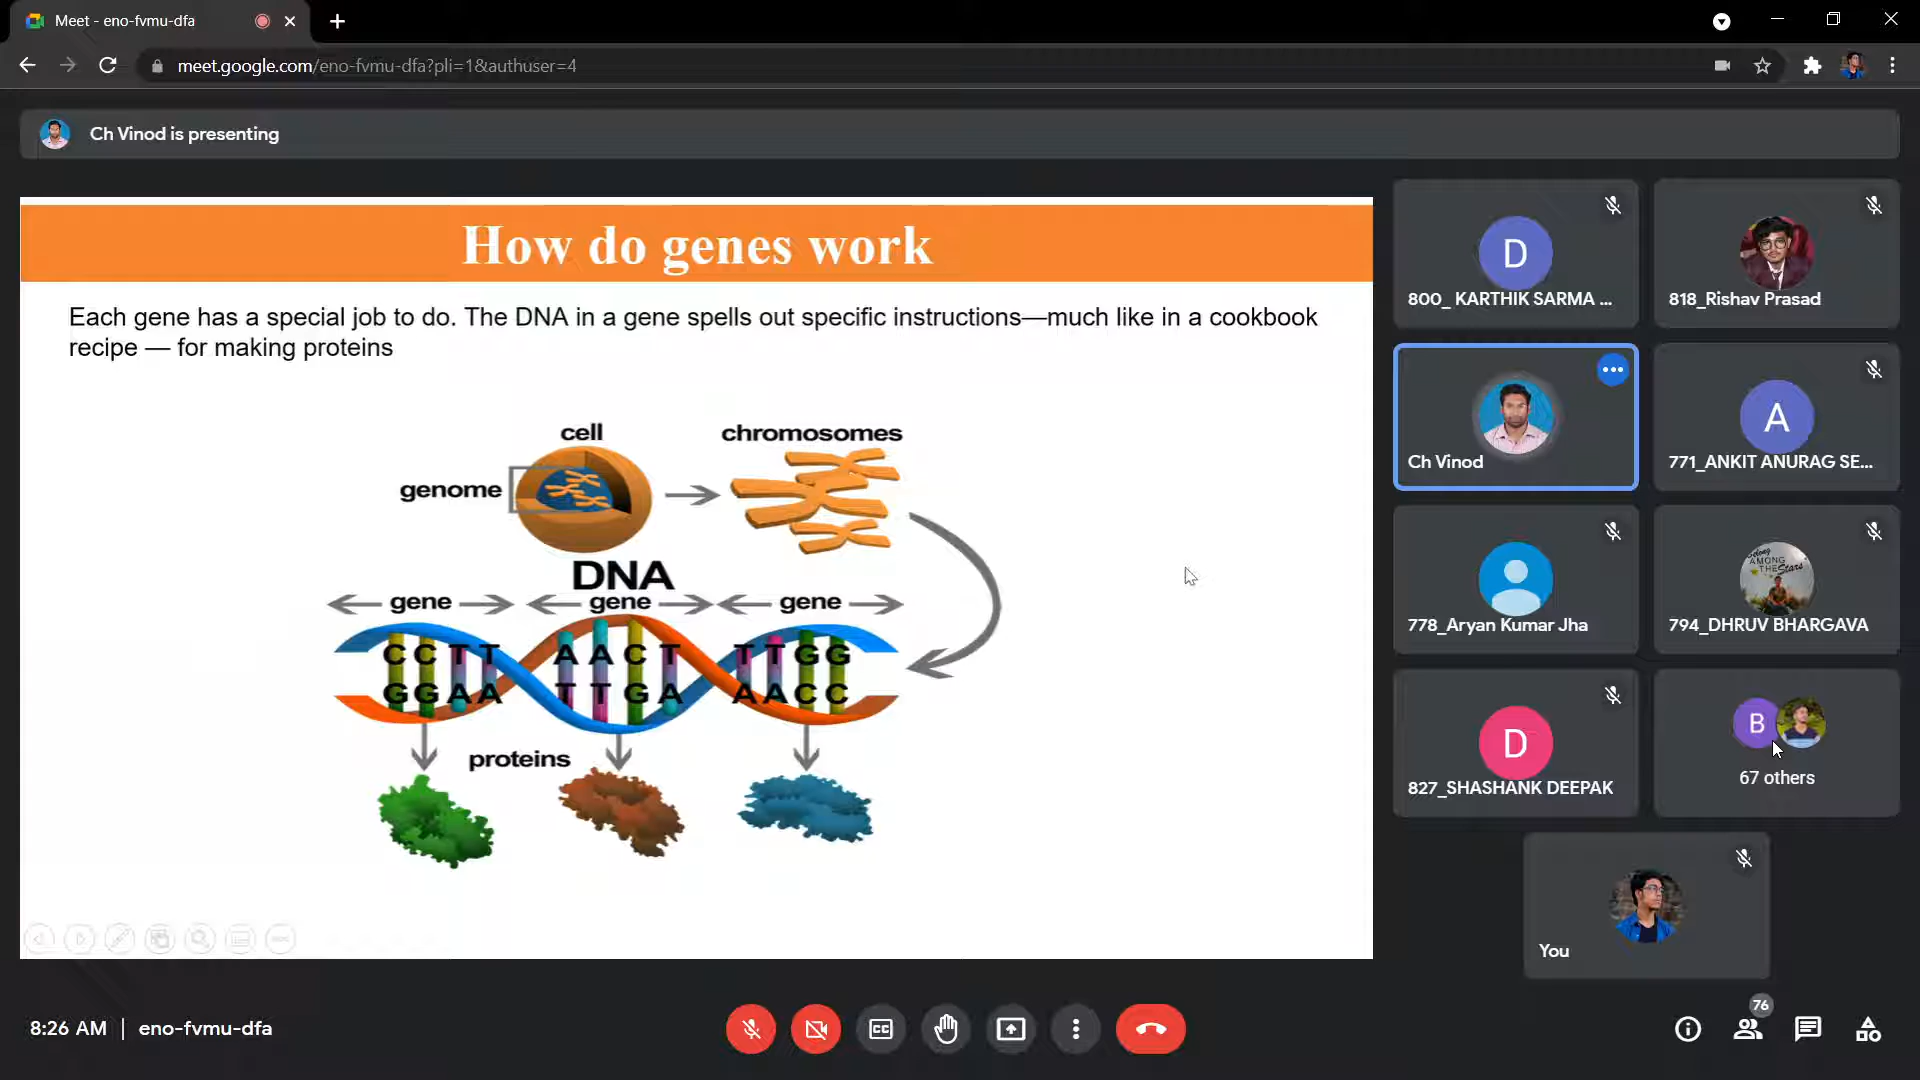 Meet - eno-fvmu-dfa
meet.google.com/eno-fvmu-dfa?pli=1&authuser=4
Ch Vinod is presenting
How do genes work
Each gene has a special job to do. The DNA in a gene spells out specific instructions—much like in a cookbook
recipe — for making proteins
cell
chromosomes
genome
DNA
gene gene gene
CCTT AACT TTGG
GGAA TTGA AACC
proteins
D
800_ KARTHIK SARMA ...
818_Rishav Prasad
Ch Vinod
A
771_ANKIT ANURAG SE...
778_Aryan Kumar Jha
AMONG
THE Stars
794_DHRUV BHARGAVA
D
827_SHASHANK DEEPAK
B
67 others
You
8:26 AM | eno-fvmu-dfa
CC
76